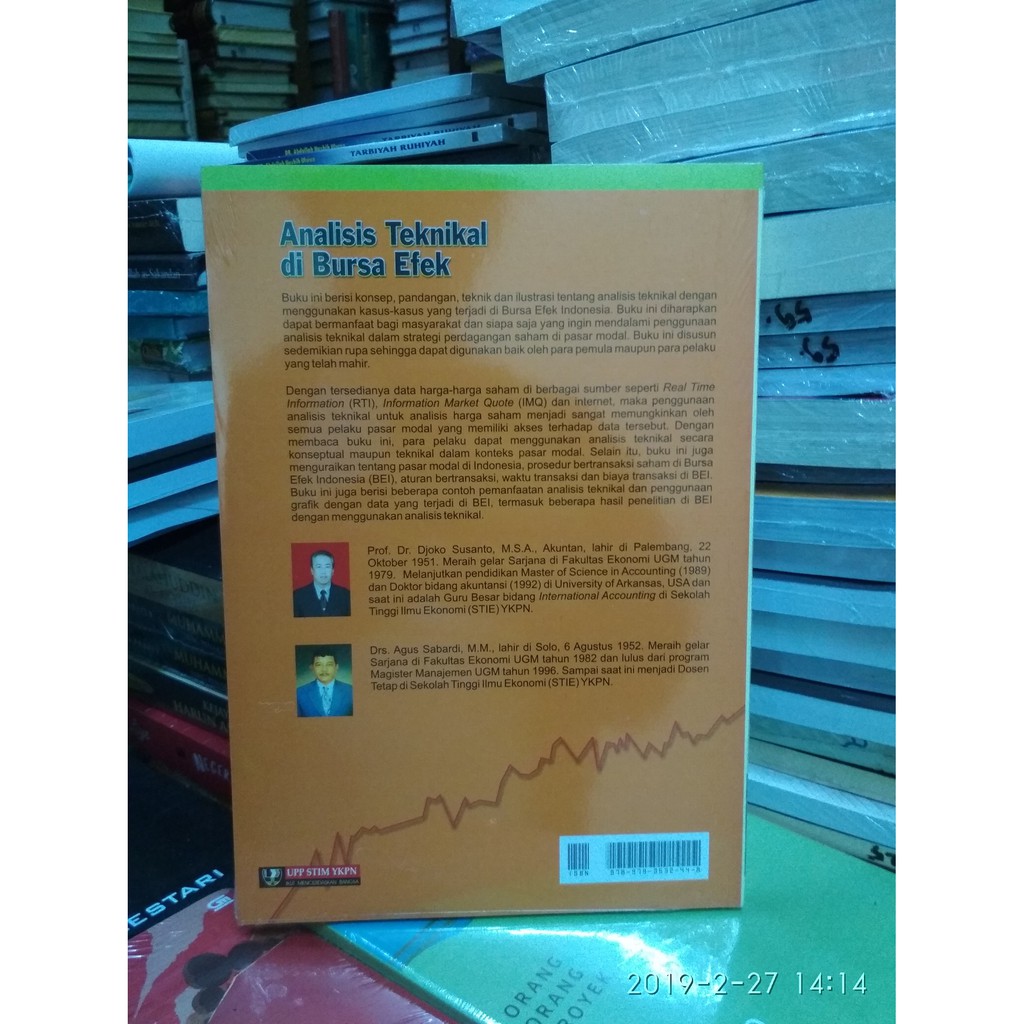 TARBIYAH RUHIYAH
Analisis Teknikal
di Bursa Efek
Buku ini berisi konsep, pandangan, teknik dan ilustrasi tentang analisis teknikal dengan
menggunakan kasus-kasus yang terjadi di Bursa Efek Indonesia. Buku ini diharapkan
dapat bermanfaat bagi masyarakat dan siapa saja yang ingin mendalami penggunaan
analisis teknikal dalam strategi perdagangan saham di pasar modal. Buku ini disusun
sedemikian rupa sehingga dapat digunakan baik oleh para pemula maupun para pelaku
yang telah mahir.
Dengan tersedianya data harga-harga saham di berbagai sumber seperti Real Time
Information (RTI), Information Market Quote (IMQ) dan internet, maka penggunaan
analisis teknikal untuk analisis harga saham menjadi sangat memungkinkan oleh
semua pelaku pasar modal yang memiliki akses terhadap data tersebut. Dengan
membaca buku ini, para pelaku dapat menggunakan analisis teknikal secara
konseptual maupun teknikal dalam konteks pasar modal. Selain itu, buku ini juga
menguraikan tentang pasar modal di Indonesia, prosedur bertransaksi saham di Bursa
Efek Indonesia (BEI), aturan bertransaksi, waktu transaksi dan biaya transaksi di BEI.
Buku ini juga berisi beberapa contoh pemanfaatan analisis teknikal dan penggunaan
grafik dengan data yang terjadi di BEI, termasuk beberapa hasil penelitian di BEI
dengan menggunakan analisis teknikal.
Prof. Dr. Djoko Susanto, M.S.A., Akuntan, lahir di Palembang, 22
Oktober 1951. Meraih gelar Sarjana di Fakultas Ekonomi UGM tahun
1979. Melanjutkan pendidikan Master of Science in Accounting (1989)
dan Doktor bidang akuntansi (1992) di University of Arkansas, USA dan
saat ini adalah Guru Besar bidang International Accounting di Sekolah
Tinggi Ilmu Ekonomi (STIE) YKPN.
Drs. Agus Sabardi, M.M., lahir di Solo, 6 Agustus 1952. Meraih gelar
Sarjana di Fakultas Ekonomi UGM tahun 1982 dan lulus dari program
Magister Manajemen UGM tahun 1996. Sampai saat ini menjadi Dosen
Tetap di Sekolah Tinggi Ilmu Ekonomi (STIE) YKPN.
UPP STIM YKPN
ISBN
ESTARI
ORANG
ORANG
ROYEK
2019-2-27 14:14